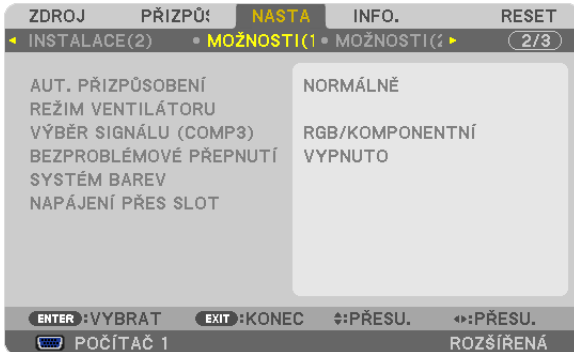 ZDROJ PŘIZPŮS NASTA INFO. RESET
INSTALACE(2) • MOŽNOSTI(1 • MOŽNOSTI(2 2/3
AUT. PŘIZPŮSOBENÍ NORMÁLNĚ
REŽIM VENTILÁTORU
VÝBĚR SIGNÁLU (COMP3) RGB/KOMPONENTNÍ
BEZPROBLÉMOVÉ PŘEPNUTÍ VYPNUTO
SYSTÉM BAREV
NAPÁJENÍ PŘES SLOT
ENTER:VYBRAT EXIT:KONEC :PŘESU. :PŘESU.
POČÍTAČ 1 ROZŠÍŘENÁ